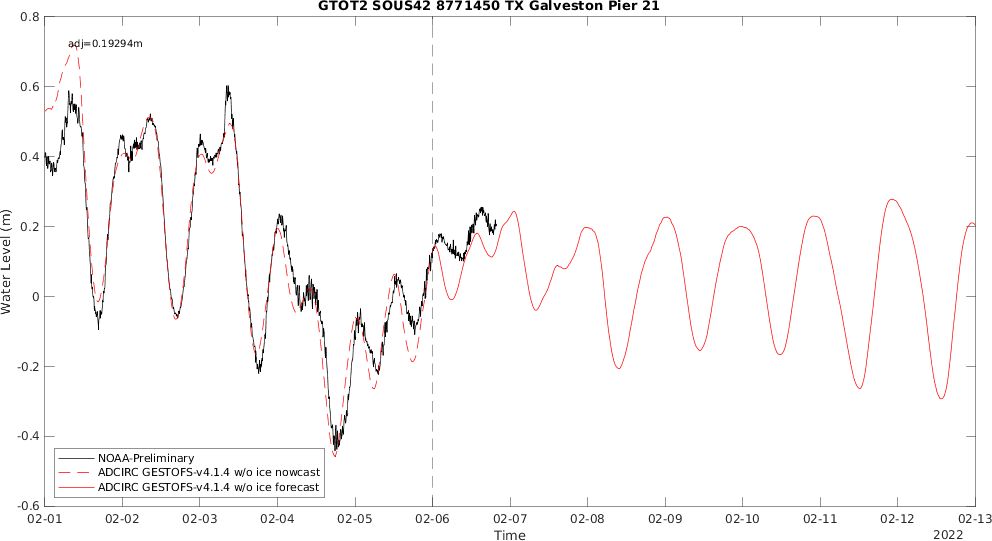 GTOT2 SOUS42 8771450 TX Galveston Pier 21
adj=0.19294m
0.8
0.6
0.4
0.2
0
-0.2
-0.4
-0.6
Water Level (m)
NOAA-Preliminary
ADCIRC GESTOFS-v4.1.4 w/o ice nowcast
ADCIRC GESTOFS-v4.1.4 w/o ice forecast
02-01 02-02 02-03 02-04 02-05 02-06 02-07 02-08 02-09 02-10 02-11 02-12 02-13
Time
2022